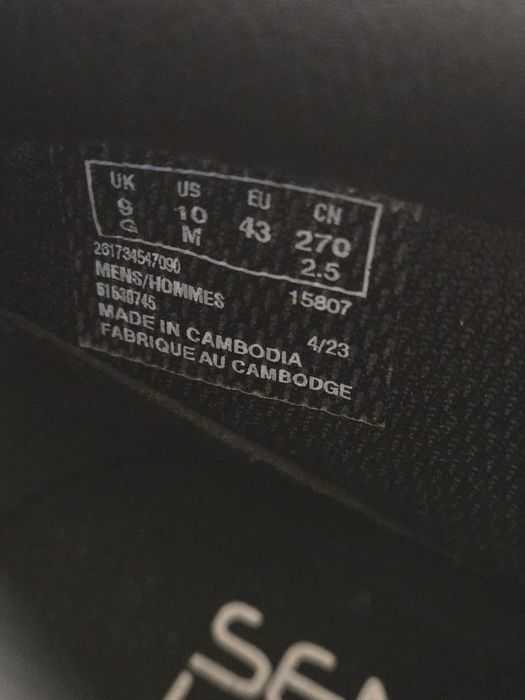 UK US EU CN
9 10 43 270
G M 2.5
261734547090
MENS/HOMMES 15807
61630745
MADE IN CAMBODIA 4/23
FABRIQUE AU CAMBODGE